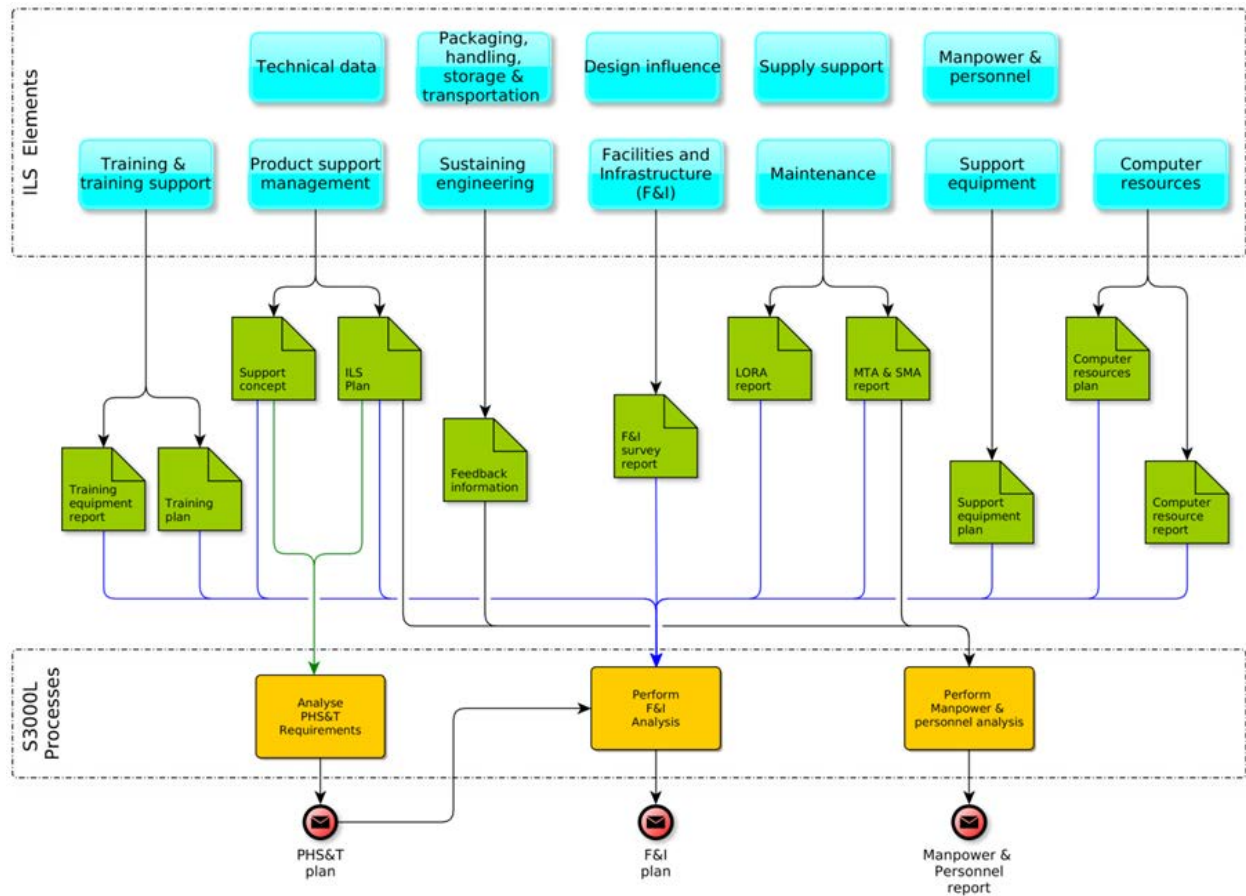 ILS Elements
Technical data
Packaging,
handling,
storage &
transportation
Design influence
Supply support
Manpower &
personnel
Training &
training support
Product support
management
Sustaining
engineering
Facilities and
Infrastructure
(F&I)
Maintenance
Support
equipment
Computer
resources
Support
concept
ILS
Plan
LORA
report
MTA & SMA
report
Computer
resources
plan
Training
equipment
report
Training
plan
Feedback
information
F&I
survey
report
Support
equipment
plan
Computer
resource
report
S3000L
Processes
Analyse
PHS&T
Requirements
Perform
F&I
Analysis
Perform
Manpower &
personnel analysis
PHS&T
plan
F&I
plan
Manpower &
Personnel
report